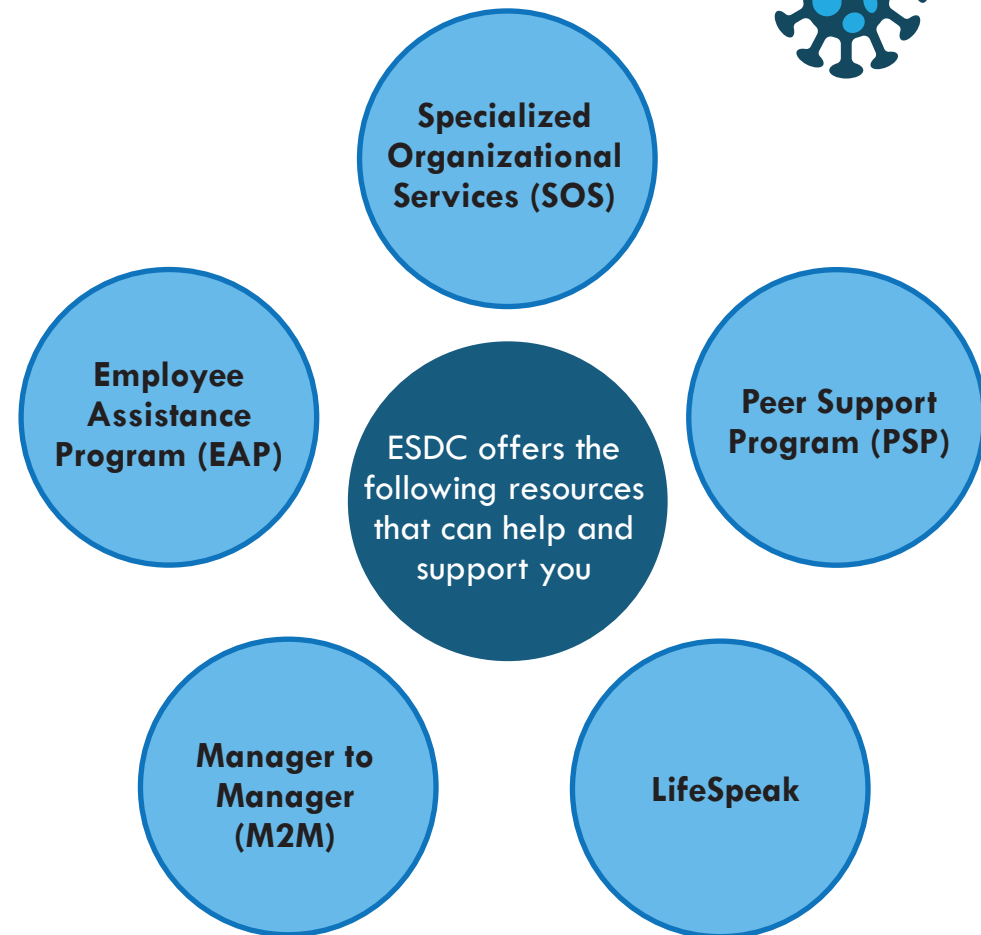 Specialized
Organizational
Services (SOS)
Employee
Assistance
Program (EAP)
Peer Support
Program (PSP)
ESDC offers the
following resources
that can help and
support you
Manager to
Manager
(M2M)
LifeSpeak